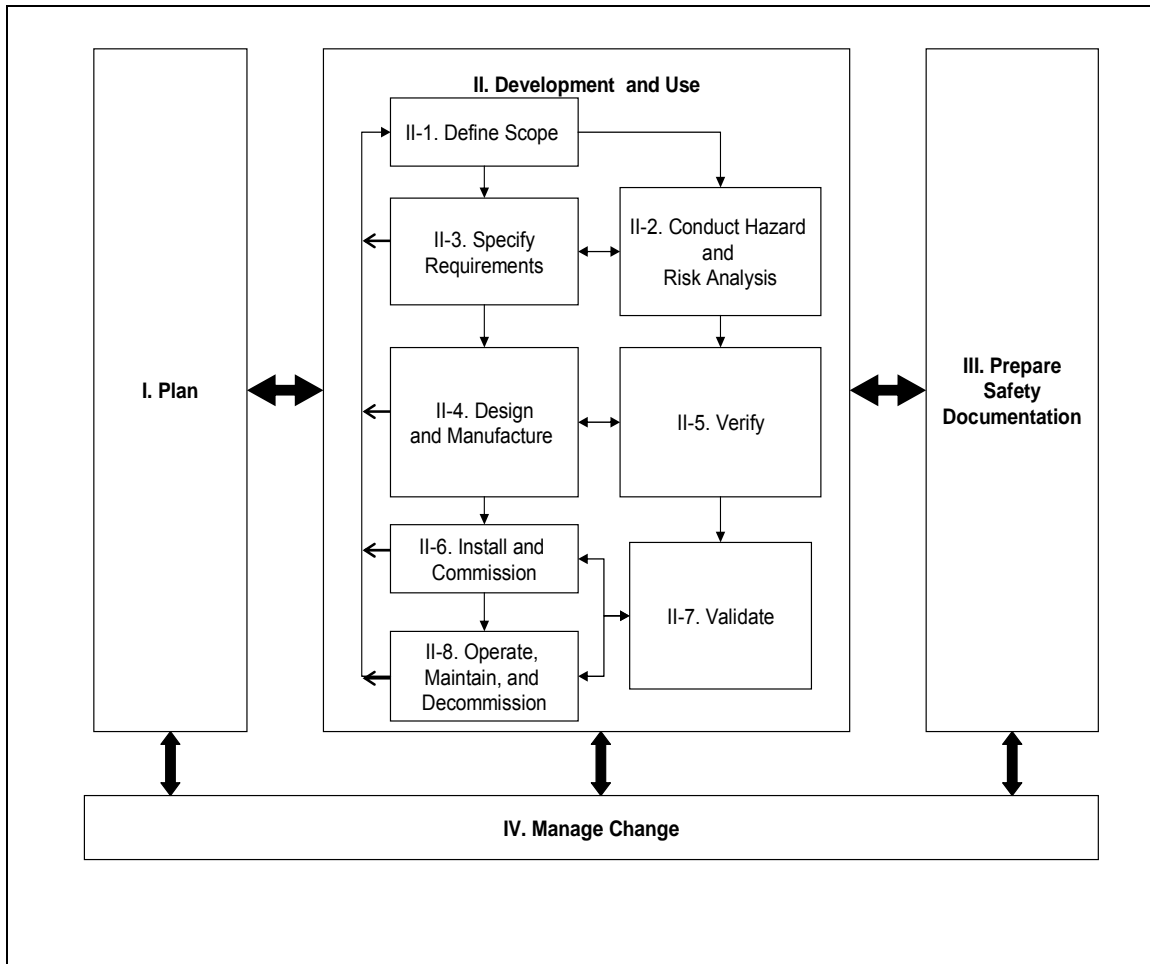 II. Development and Use
II-1. Define Scope
II-2. Conduct Hazard
and
Risk Analysis
II-3. Specify
Requirements
I. Plan
III. Prepare
Safety
Documentation
II-4. Design
and Manufacture
II-5. Verify
II-6. Install and
Commission
II-7. Validate
II-8. Operate,
Maintain, and
Decommission
IV. Manage Change